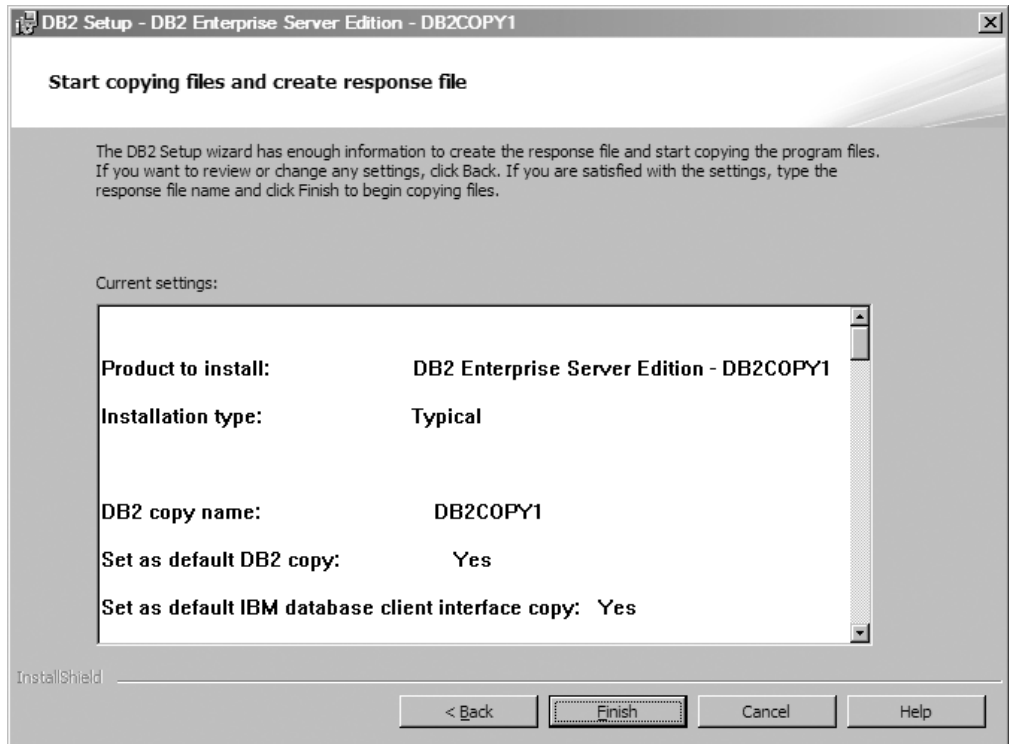 DB2 Setup - DB2 Enterprise Server Edition - DB2COPY1
Start copying files and create response file
The DB2 Setup wizard has enough information to create the response file and start copying the program files.
If you want to review or change any settings, click Back. If you are satisfied with the settings, type the
response file name and click Finish to begin copying files.
Current settings:
Product to install: DB2 Enterprise Server Edition - DB2COPY1
Installation type: Typical
DB2 copy name: DB2COPY1
Set as default DB2 copy: Yes
Set as default IBM database client interface copy: Yes
InstallShield
< Back Finish Cancel Help